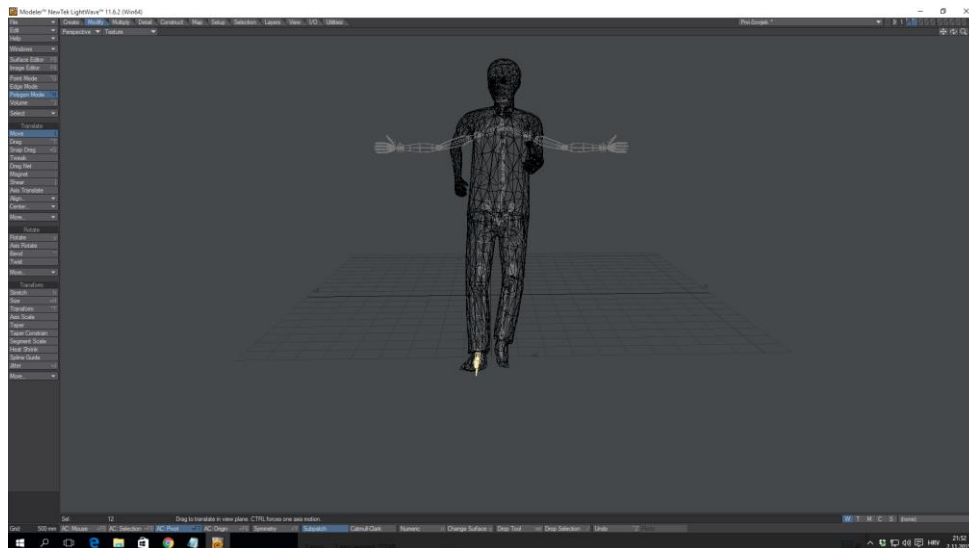 Modeler™ NewTek LightWave™ 11.6.2 (Win64)
File
Create Modify Multiply Detail Construct Map Setup Selection Layers View I/O Utilities
Edit
Perspective Texture
Help
Windows
Surface Editor F5
Image Editor F6
Point Mode
Edge Mode
Polygon Mode
Volume
Select
Translate
Move
Drag
Snap Drag
Tweak
Drag Net
Magnet
Shear
Axis Translate
Align...
Center...
More...
Rotate
Rotate
Axis Rotate
Bend
Twist
More...
Transform
Stretch
Size
Transform
Axis Scale
Taper
Taper Constrain
Segment Scale
Heat Shrink
Spline Guide
Jitter
More...
Sel 12 Drag to translate in view plane. CTRL forces one axis motion.
W T M C S (none)
Grid 500 mm AC: Mouse AC: Selection AC: Pivot AC: Origin Symmetry Subpatch Catmull-Clark Numeric n Change Surface Drop Tool Drop Selection Undo
HRV 21:52